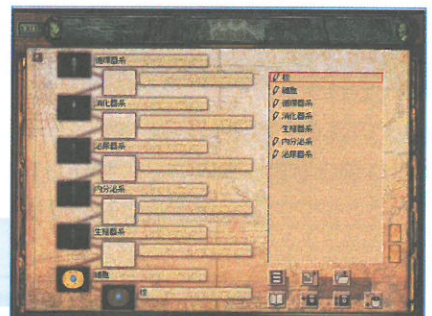 循環器系
消化器系
泌尿器系
内分泌系
生殖器系
細胞
核
核
細胞
循環器系
消化器系
生殖器系
内分泌系
泌尿器系